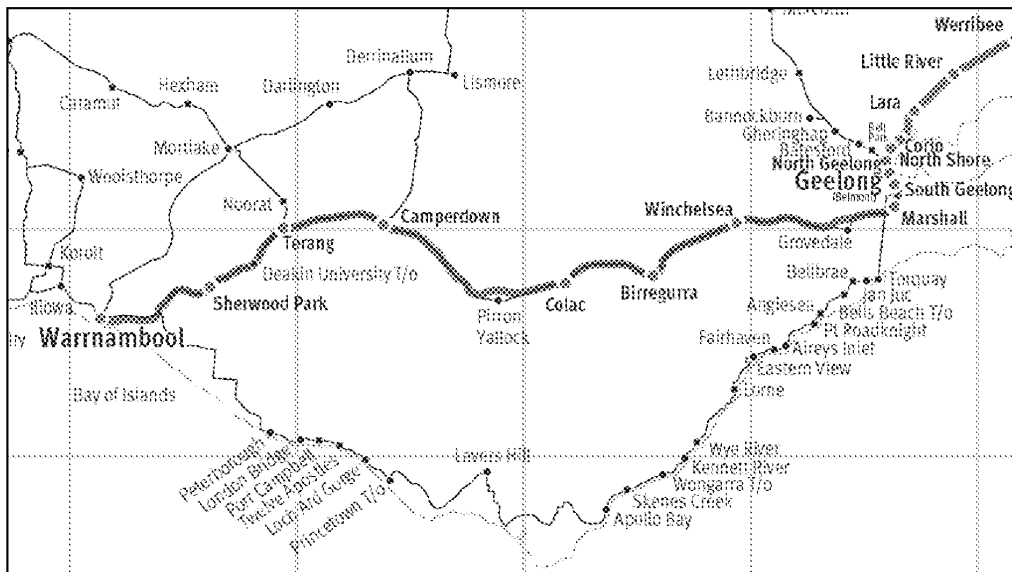 Werribee
Derrinallum
Little River
Hexham
Darlington
Lismore
Lethbridge
Caramut
Lara
Bannockburn
Gheringhap
Bell
Park
Mortlake
Batesford
Corio
North Geelong
North Shore
Woolsthorpe
Geelong
South Geelong
(Belmont)
Noorat
Camperdown
Winchelsea
Marshall
Terang
Grovedale
Koroit
Deakin University T/o
Bellbrae
Torquay
Sherwood Park
Colac
Birregurra
Jan Juc
Illowa
Pirron
Yallock
Anglesea
Bells Beach T/o
Pt Roadknight
Warrnambool
Fairhaven
Aireys Inlet
Eastern View
Bay of Islands
Lorne
Peterborough
London Bridge
Port Campbell
Twelve Apostles
Loch Ard Gorge
Princetown T/o
Lavers Hill
Wye River
Kennett River
Wongarra T/o
Skenes Creek
Apollo Bay